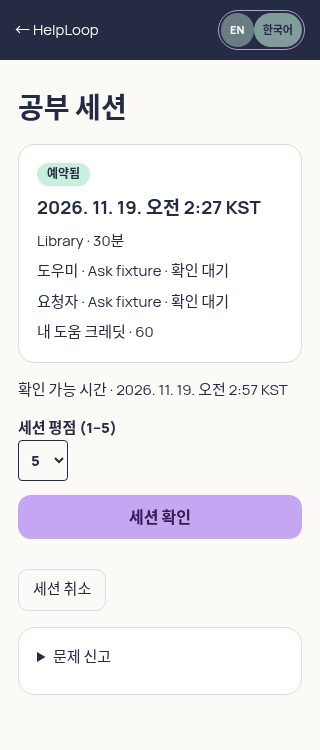 ← HelpLoop
EN 한국어
공부 세션
예약됨
2026. 11. 19. 오전 2:27 KST
Library · 30분
도우미 · Ask fixture · 확인 대기
요청자 · Ask fixture · 확인 대기
내 도움 크레딧 · 60
확인 가능 시간 · 2026. 11. 19. 오전 2:57 KST
세션 평점 (1–5)
5
세션 확인
세션 취소
▶ 문제 신고